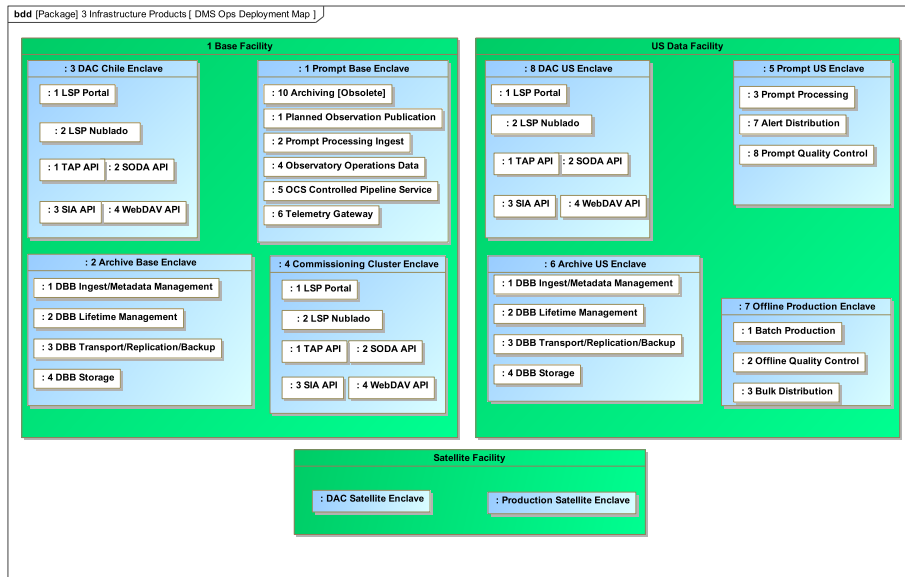 bdd [Package] 3 Infrastructure Products [ DMS Ops Deployment Map ]
1 Base Facility
: 3 DAC Chile Enclave
: 1 LSP Portal
: 2 LSP Nublado
: 1 TAP API
: 2 SODA API
: 3 SIA API
: 4 WebDAV API
: 1 Prompt Base Enclave
: 10 Archiving [Obsolete]
: 1 Planned Observation Publication
: 2 Prompt Processing Ingest
: 4 Observatory Operations Data
: 5 OCS Controlled Pipeline Service
: 6 Telemetry Gateway
: 2 Archive Base Enclave
: 1 DBB Ingest/Metadata Management
: 2 DBB Lifetime Management
: 3 DBB Transport/Replication/Backup
: 4 DBB Storage
: 4 Commissioning Cluster Enclave
: 1 LSP Portal
: 2 LSP Nublado
: 1 TAP API
: 2 SODA API
: 3 SIA API
: 4 WebDAV API
US Data Facility
: 8 DAC US Enclave
: 1 LSP Portal
: 2 LSP Nublado
: 1 TAP API
: 2 SODA API
: 3 SIA API
: 4 WebDAV API
: 5 Prompt US Enclave
: 3 Prompt Processing
: 7 Alert Distribution
: 8 Prompt Quality Control
: 6 Archive US Enclave
: 1 DBB Ingest/Metadata Management
: 2 DBB Lifetime Management
: 3 DBB Transport/Replication/Backup
: 4 DBB Storage
: 7 Offline Production Enclave
: 1 Batch Production
: 2 Offline Quality Control
: 3 Bulk Distribution
Satellite Facility
: DAC Satellite Enclave
: Production Satellite Enclave